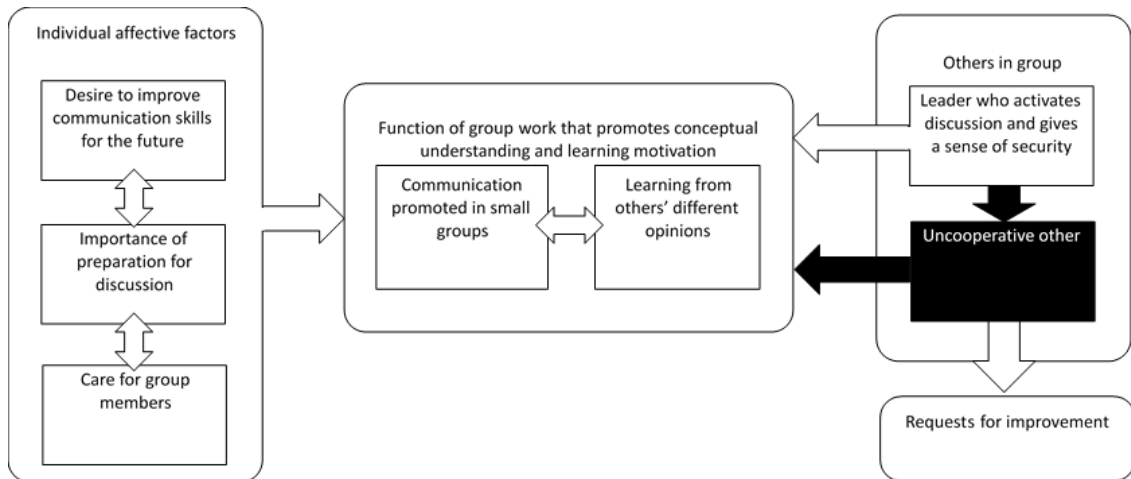 Individual affective factors
Desire to improve
communication skills
for the future
Importance of
preparation for
discussion
Care for group
members
Function of group work that promotes conceptual
understanding and learning motivation
Communication
promoted in small
groups
Learning from
others’ different
opinions
Others in group
Leader who activates
discussion and gives
a sense of security
Uncooperative other
Requests for improvement